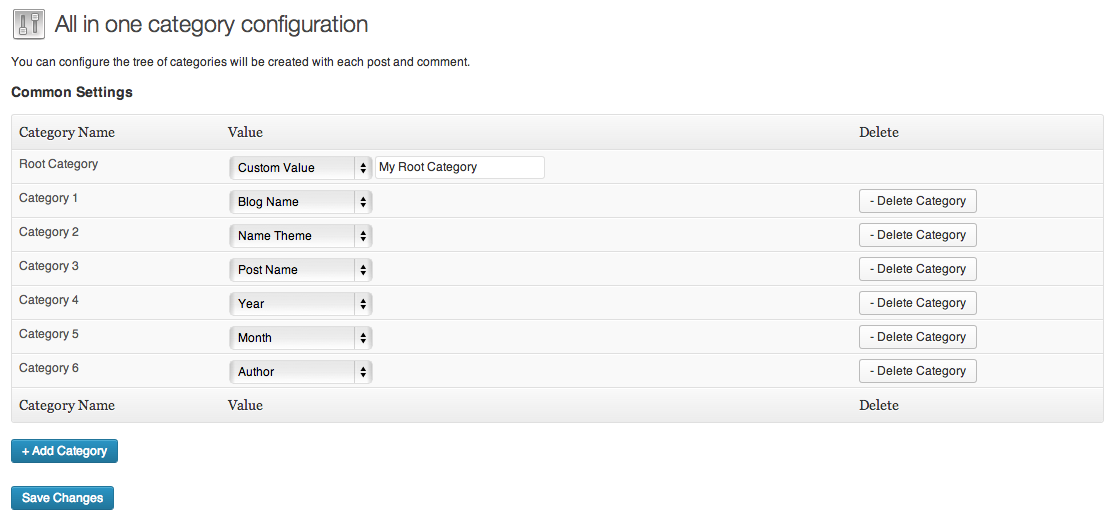 All in one category configuration
You can configure the tree of categories will be created with each post and comment.
Common Settings
Category Name Value Delete
Root Category Custom Value My Root Category
Category 1 Blog Name - Delete Category
Category 2 Name Theme - Delete Category
Category 3 Post Name - Delete Category
Category 4 Year - Delete Category
Category 5 Month - Delete Category
Category 6 Author - Delete Category
Category Name Value Delete
+ Add Category
Save Changes